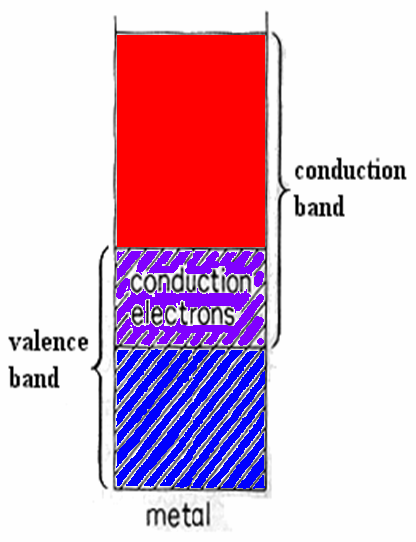 conduction
band
conduction
electrons
valence
band
metal